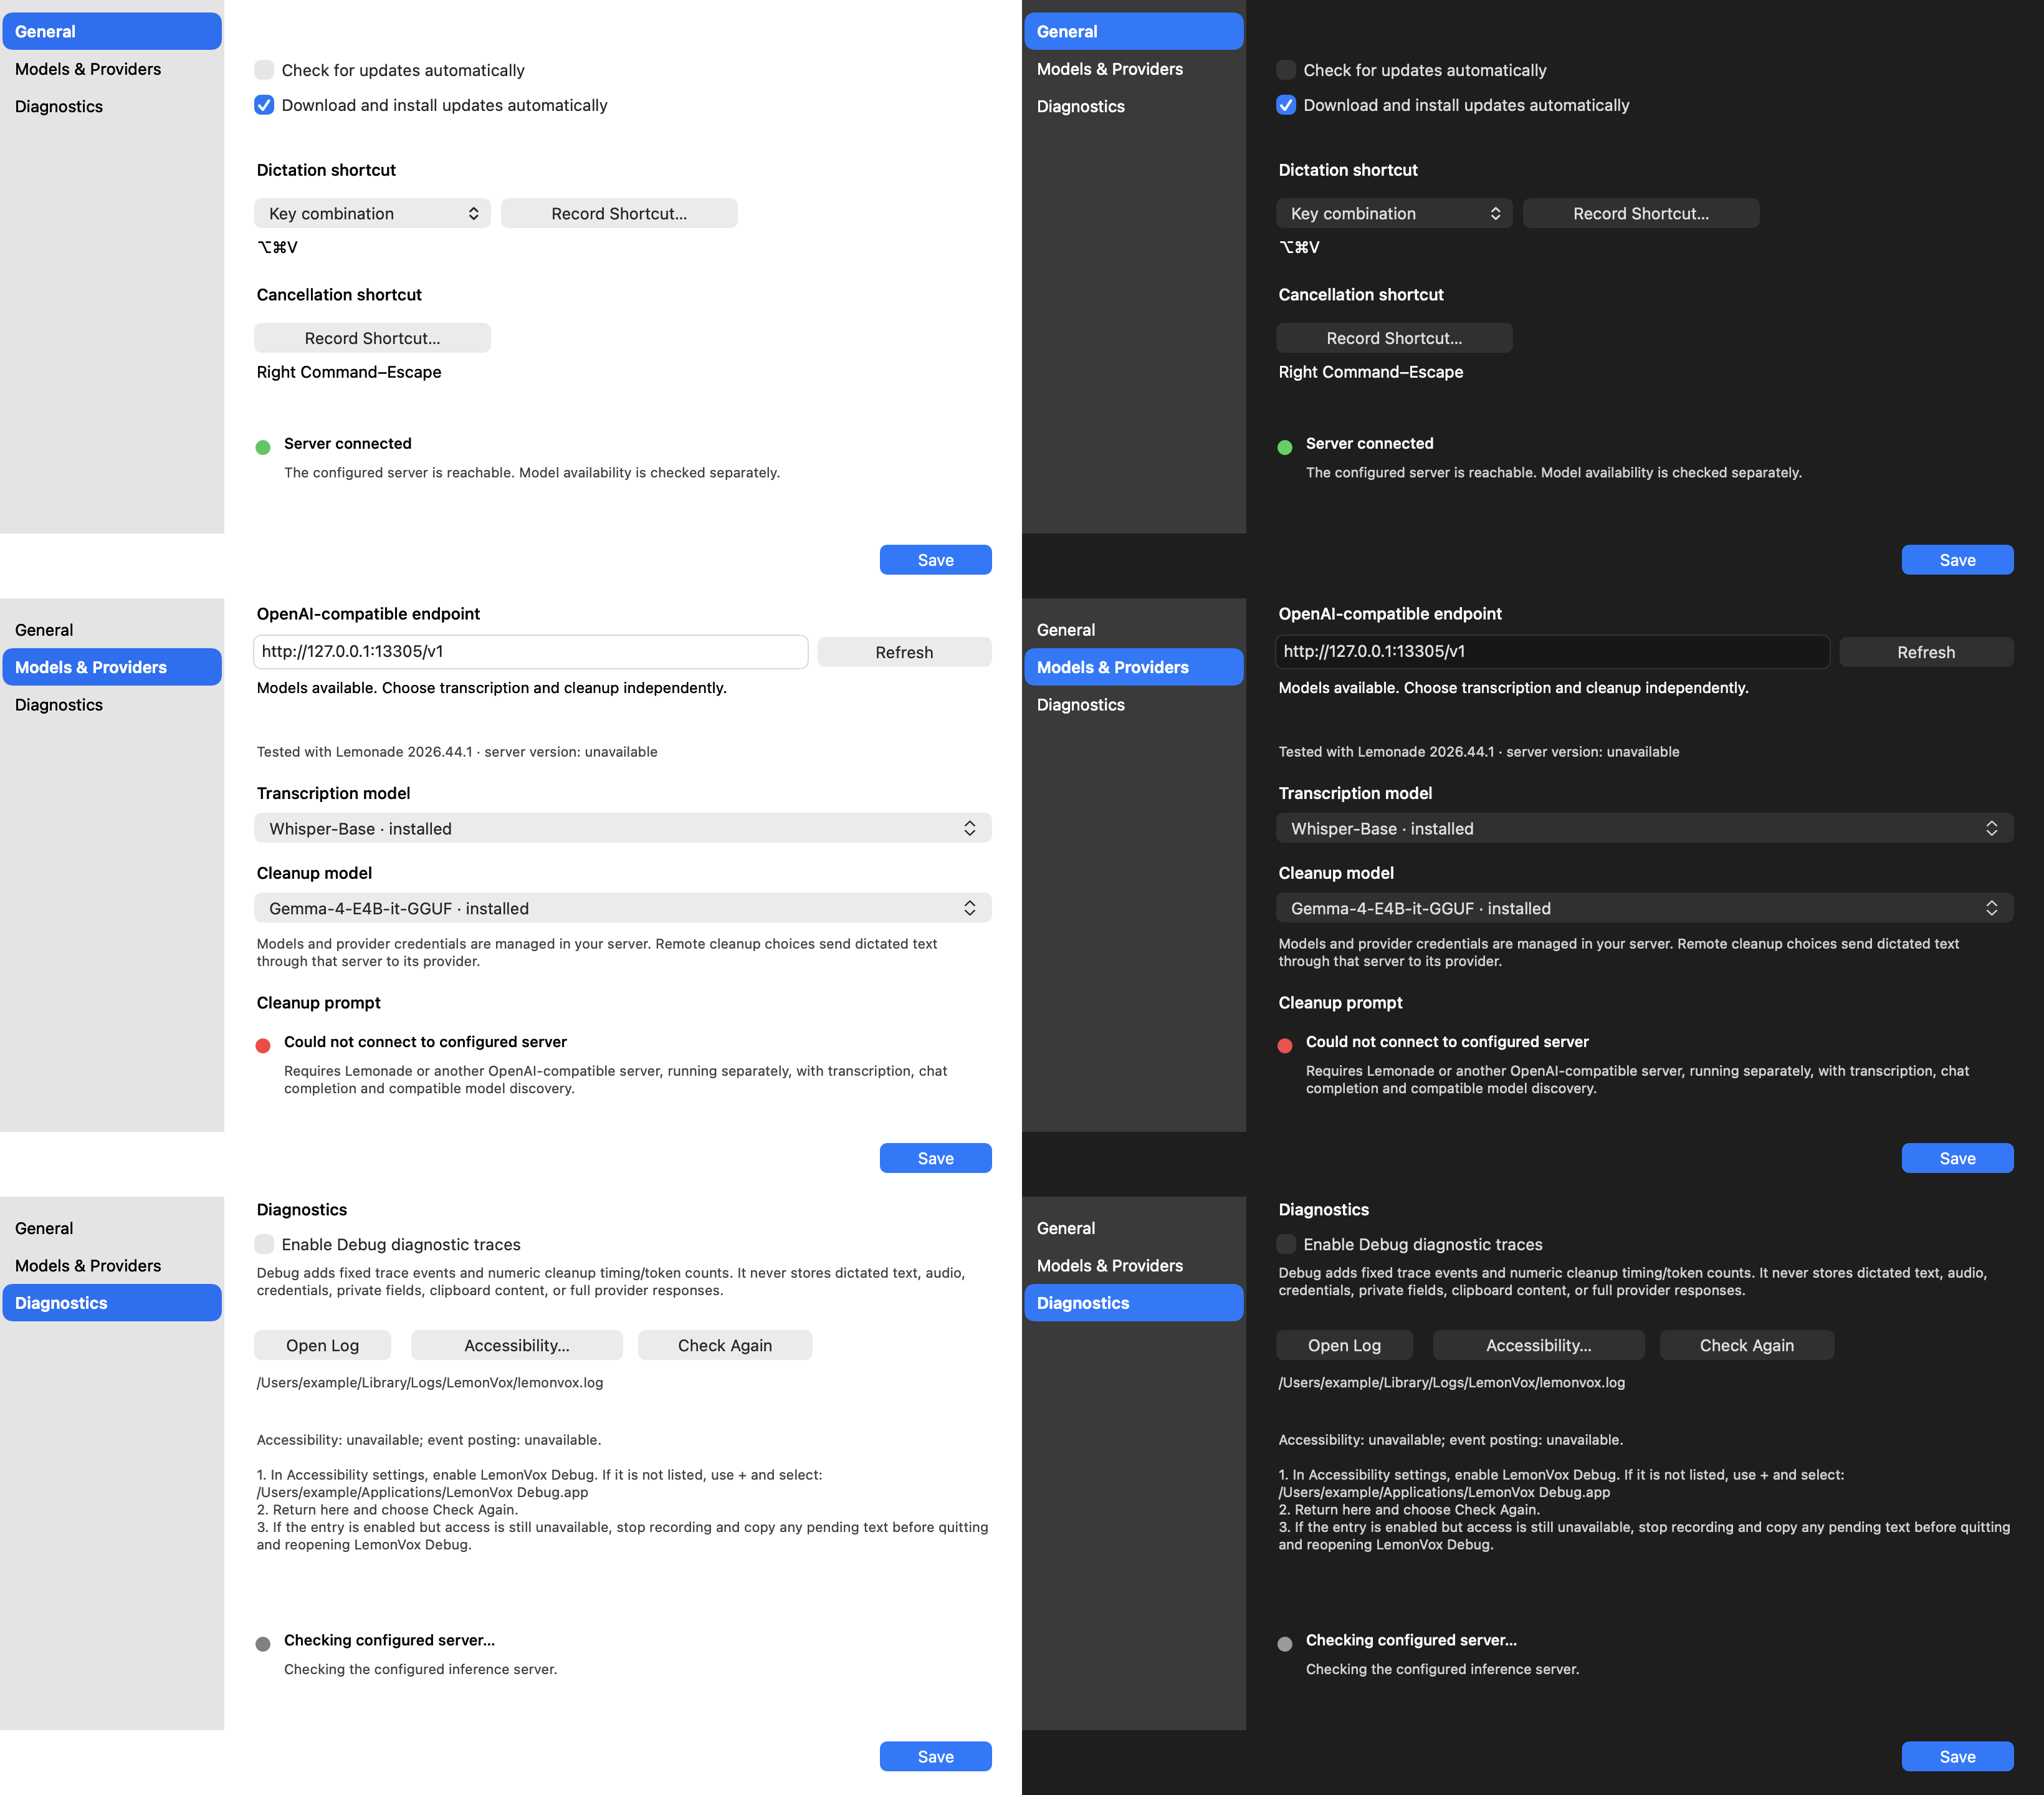 General
Models & Providers
Diagnostics
Check for updates automatically
Download and install updates automatically
Dictation shortcut
Key combination
Record Shortcut...
⌥⌘V
Cancellation shortcut
Record Shortcut...
Right Command–Escape
Server connected
The configured server is reachable. Model availability is checked separately.
Save
General
Models & Providers
Diagnostics
Check for updates automatically
Download and install updates automatically
Dictation shortcut
Key combination
Record Shortcut...
⌥⌘V
Cancellation shortcut
Record Shortcut...
Right Command–Escape
Server connected
The configured server is reachable. Model availability is checked separately.
Save
General
Models & Providers
Diagnostics
OpenAI-compatible endpoint
http://127.0.0.1:13305/v1
Refresh
Models available. Choose transcription and cleanup independently.
Tested with Lemonade 2026.44.1 · server version: unavailable
Transcription model
Whisper-Base · installed
Cleanup model
Gemma-4-E4B-it-GGUF · installed
Models and provider credentials are managed in your server. Remote cleanup choices send dictated text
through that server to its provider.
Cleanup prompt
Could not connect to configured server
Requires Lemonade or another OpenAI-compatible server, running separately, with transcription, chat
completion and compatible model discovery.
Save
General
Models & Providers
Diagnostics
OpenAI-compatible endpoint
http://127.0.0.1:13305/v1
Refresh
Models available. Choose transcription and cleanup independently.
Tested with Lemonade 2026.44.1 · server version: unavailable
Transcription model
Whisper-Base · installed
Cleanup model
Gemma-4-E4B-it-GGUF · installed
Models and provider credentials are managed in your server. Remote cleanup choices send dictated text
through that server to its provider.
Cleanup prompt
Could not connect to configured server
Requires Lemonade or another OpenAI-compatible server, running separately, with transcription, chat
completion and compatible model discovery.
Save
General
Models & Providers
Diagnostics
Diagnostics
Enable Debug diagnostic traces
Debug adds fixed trace events and numeric cleanup timing/token counts. It never stores dictated text, audio,
credentials, private fields, clipboard content, or full provider responses.
Open Log
Accessibility...
Check Again
/Users/example/Library/Logs/LemonVox/lemonvox.log
Accessibility: unavailable; event posting: unavailable.
1. In Accessibility settings, enable LemonVox Debug. If it is not listed, use + and select:
/Users/example/Applications/LemonVox Debug.app
2. Return here and choose Check Again.
3. If the entry is enabled but access is still unavailable, stop recording and copy any pending text before quitting
and reopening LemonVox Debug.
Checking configured server...
Checking the configured inference server.
Save
General
Models & Providers
Diagnostics
Diagnostics
Enable Debug diagnostic traces
Debug adds fixed trace events and numeric cleanup timing/token counts. It never stores dictated text, audio,
credentials, private fields, clipboard content, or full provider responses.
Open Log
Accessibility...
Check Again
/Users/example/Library/Logs/LemonVox/lemonvox.log
Accessibility: unavailable; event posting: unavailable.
1. In Accessibility settings, enable LemonVox Debug. If it is not listed, use + and select:
/Users/example/Applications/LemonVox Debug.app
2. Return here and choose Check Again.
3. If the entry is enabled but access is still unavailable, stop recording and copy any pending text before quitting
and reopening LemonVox Debug.
Checking configured server...
Checking the configured inference server.
Save